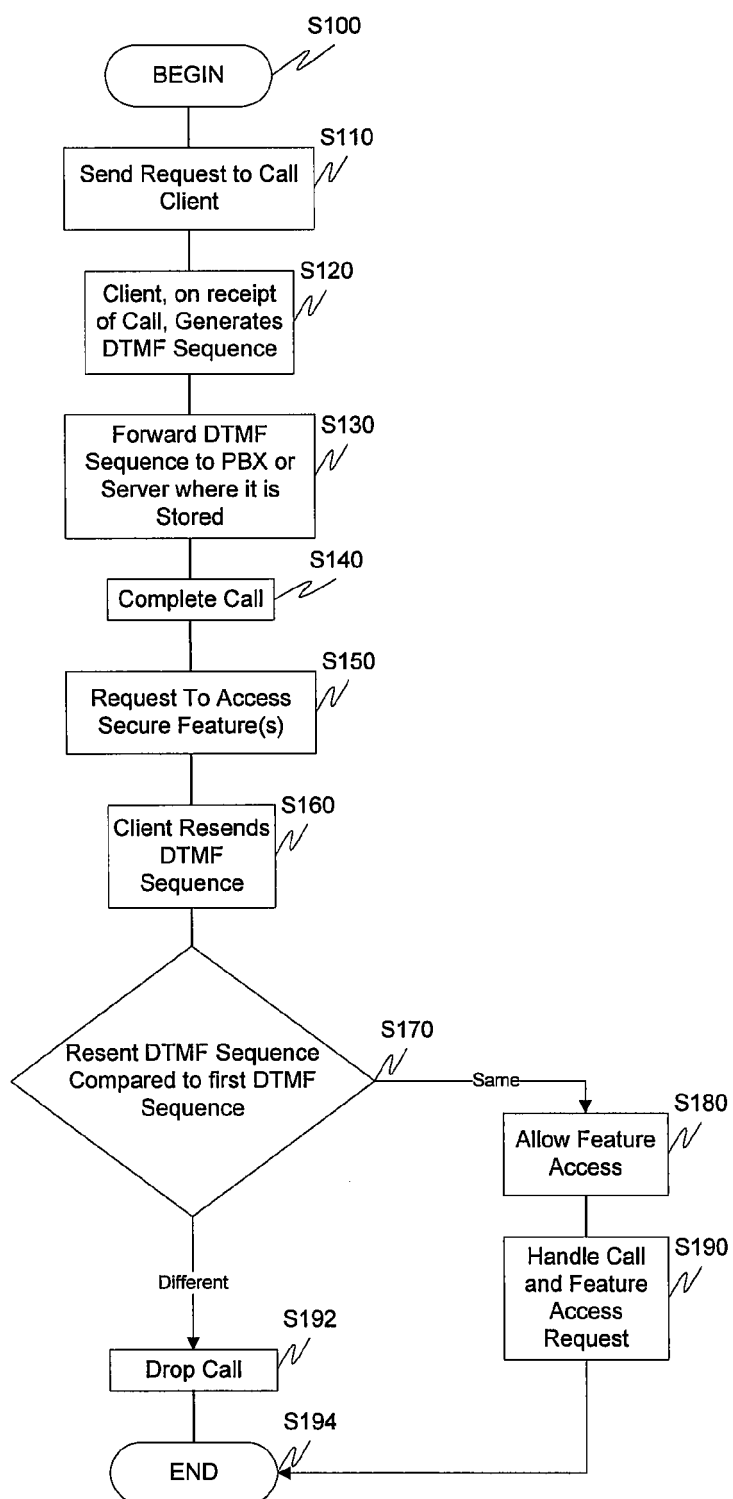 S100
BEGIN
S110
Send Request to Call
Client
S120
Client, on receipt
of Call, Generates
DTMF Sequence
S130
Forward DTMF
Sequence to PBX or
Server where it is
Stored
S140
Complete Call
S150
Request To Access
Secure Feature(s)
S160
Client Resends
DTMF
Sequence
S170
Resent DTMF Sequence
Compared to first DTMF
Sequence
Same
S180
Allow Feature
Access
S190
Handle Call
and Feature
Access
Request
Different
S192
Drop Call
S194
END